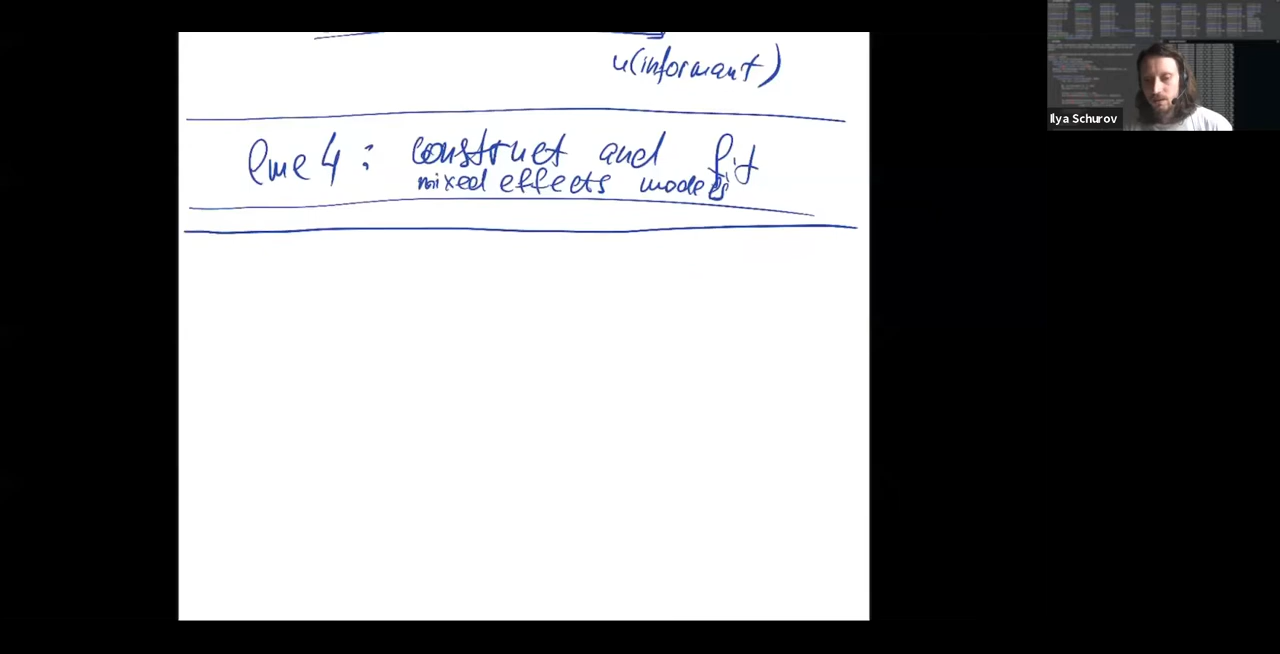 u(informant)
lme4: construct and fit
mixed effects models
Ilya Schurov